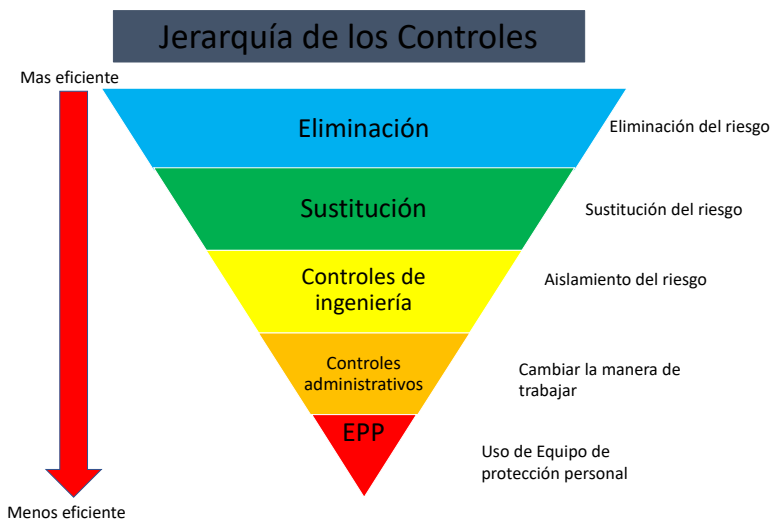 Jerarquía de los Controles
Mas eficiente
Eliminación
Eliminación del riesgo
Sustitución
Sustitución del riesgo
Controles de
ingeniería
Aislamiento del riesgo
Controles
administrativos
Cambiar la manera de
trabajar
EPP
Uso de Equipo de
protección personal
Menos eficiente